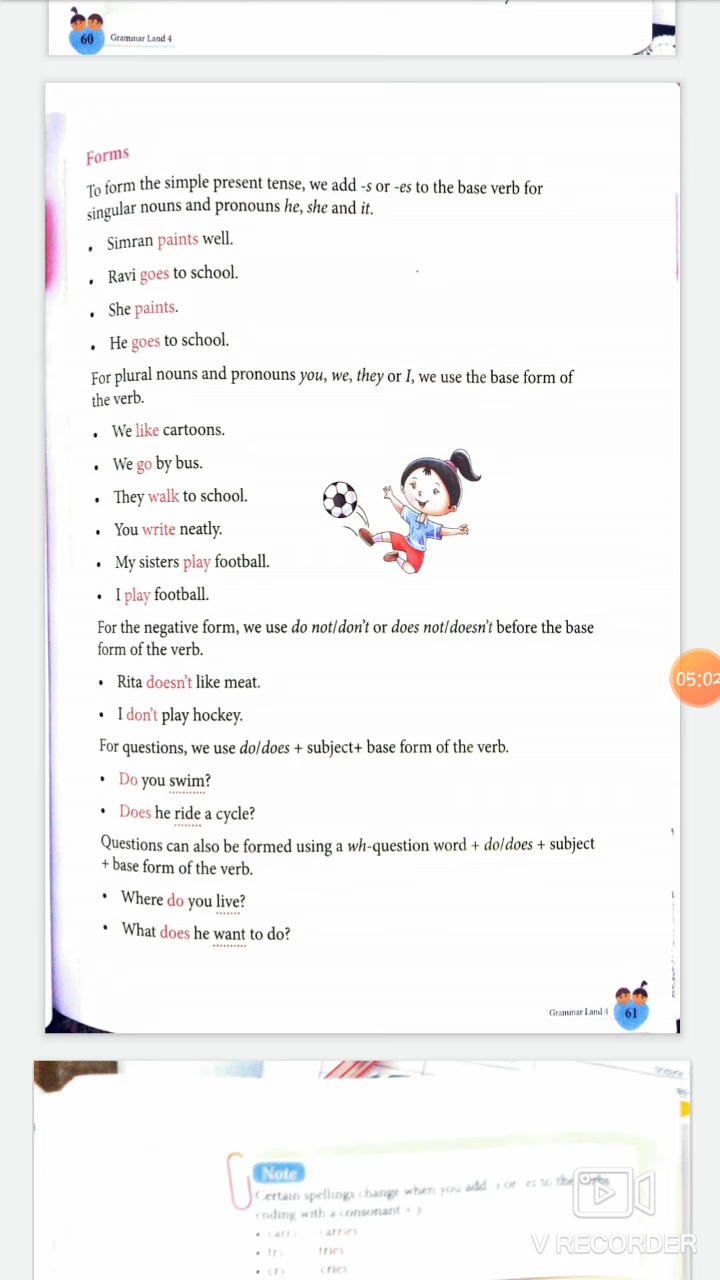 60 Grammar Land 4
Forms
To form the simple present tense, we add -s or -es to the base verb for
singular nouns and pronouns he, she and it.
• Simran paints well.
• Ravi goes to school.
• She paints.
• He goes to school.
For plural nouns and pronouns you, we, they or I, we use the base form of
the verb.
• We like cartoons.
• We go by bus.
• They walk to school.
• You write neatly.
• My sisters play football.
• I play football.
For the negative form, we use do not/don't or does not/doesn't before the base
form of the verb.
• Rita doesn't like meat.
• I don't play hockey.
For questions, we use do/does + subject+ base form of the verb.
• Do you swim?
• Does he ride a cycle?
Questions can also be formed using a wh-question word + do/does + subject
+ base form of the verb.
• Where do you live?
• What does he want to do?
05:02
Grammar Land 4 61
Note
Certain spellings change when you add s or es to the
ending with a consonant + y
• carry carries
• try tries
• cry cries
V RECORDER